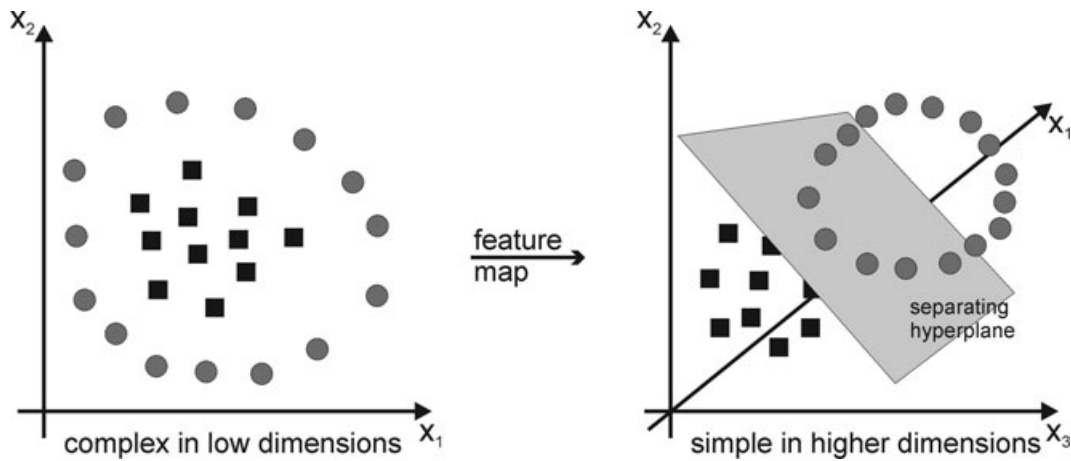 X2
X1
complex in low dimensions
feature
map
X2
X1
separating
hyperplane
X3
simple in higher dimensions